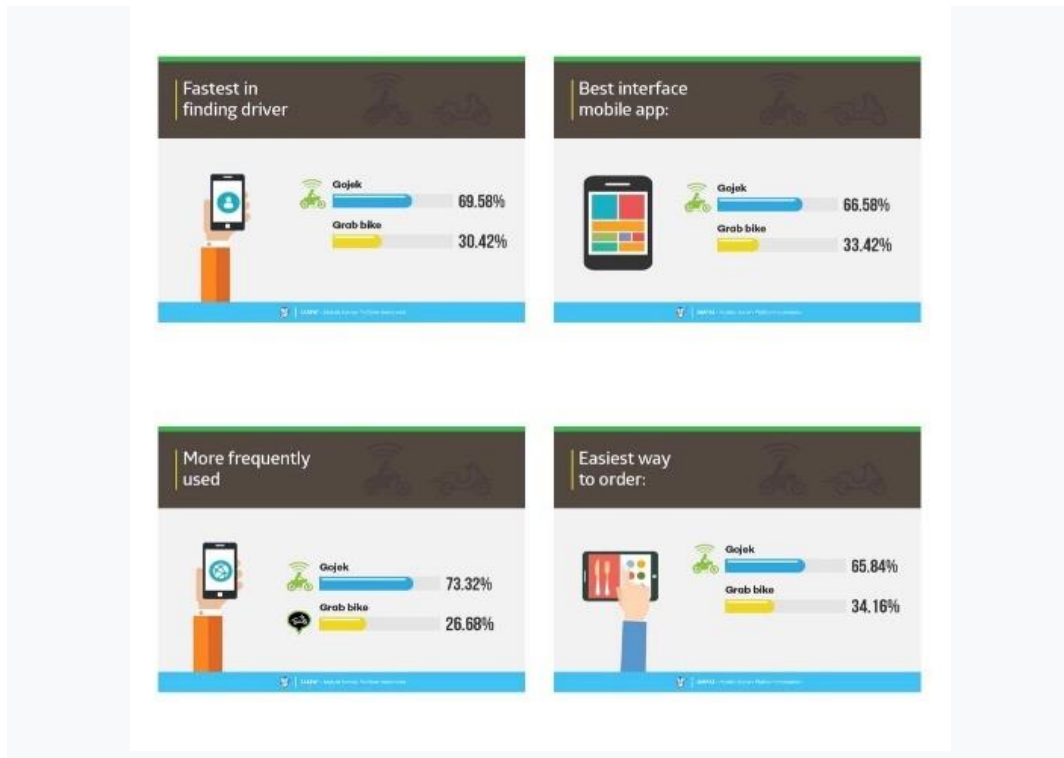 Fastest in
finding driver
Gojek
69.58%
Grab bike
30.42%
Best interface
mobile app:
Gojek
66.58%
Grab bike
33.42%
More frequently
used
Gojek
73.32%
Grab bike
26.68%
Easiest way
to order:
Gojek
65.84%
Grab bike
34.16%